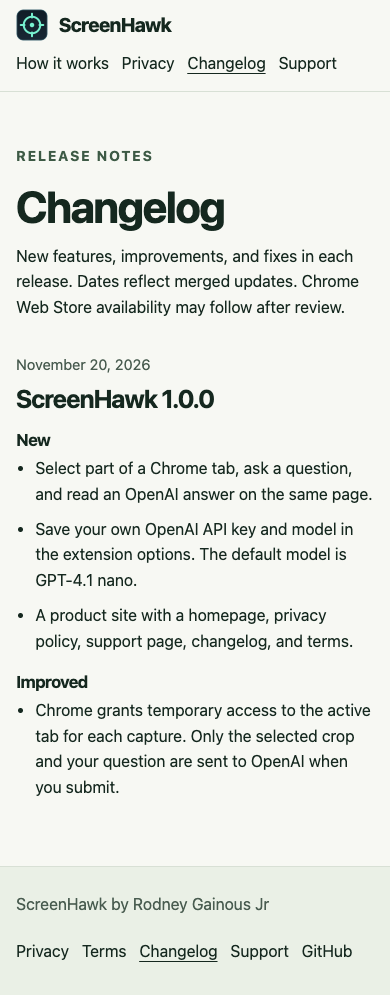 ScreenHawk
How it works Privacy Changelog Support
RELEASE NOTES
Changelog
New features, improvements, and fixes in each
release. Dates reflect merged updates. Chrome
Web Store availability may follow after review.
November 20, 2026
ScreenHawk 1.0.0
New
• Select part of a Chrome tab, ask a question,
and read an OpenAI answer on the same page.
• Save your own OpenAI API key and model in
the extension options. The default model is
GPT-4.1 nano.
• A product site with a homepage, privacy
policy, support page, changelog, and terms.
Improved
• Chrome grants temporary access to the active
tab for each capture. Only the selected crop
and your question are sent to OpenAI when
you submit.
ScreenHawk by Rodney Gainous Jr
Privacy Terms Changelog Support GitHub